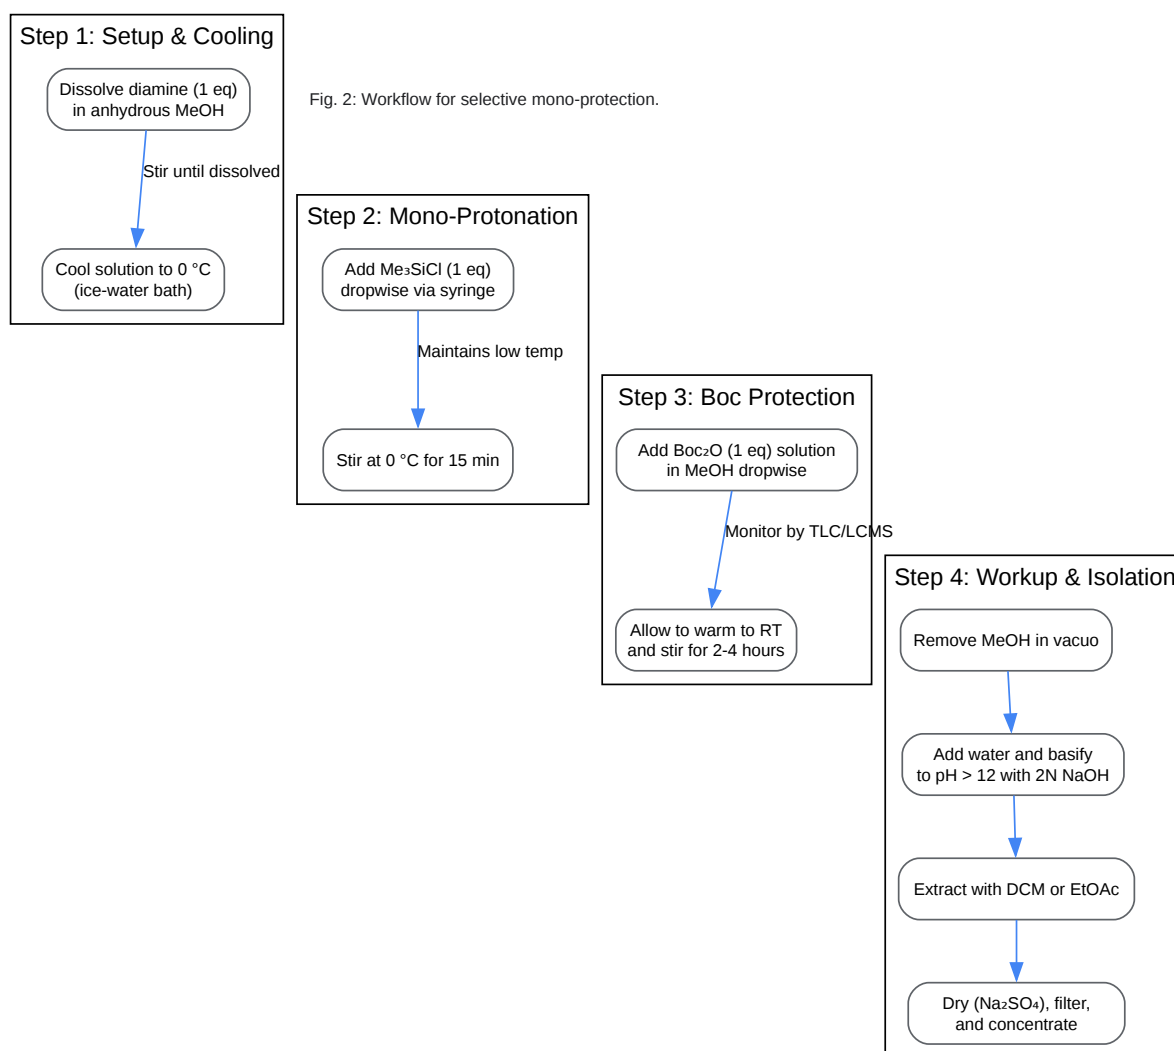 Step 1: Setup & Cooling
Dissolve diamine (1 eq)
in anhydrous MeOH
Stir until dissolved
Cool solution to 0 °C
(ice-water bath)
Fig. 2: Workflow for selective mono-protection.
Step 2: Mono-Protonation
Add Me₃SiCl (1 eq)
dropwise via syringe
Maintains low temp
Stir at 0 °C for 15 min
Step 3: Boc Protection
Add Boc₂O (1 eq) solution
in MeOH dropwise
Monitor by TLC/LCMS
Allow to warm to RT
and stir for 2-4 hours
Step 4: Workup & Isolation
Remove MeOH in vacuo
Add water and basify
to pH > 12 with 2N NaOH
Extract with DCM or EtOAc
Dry (Na₂SO₄), filter,
and concentrate